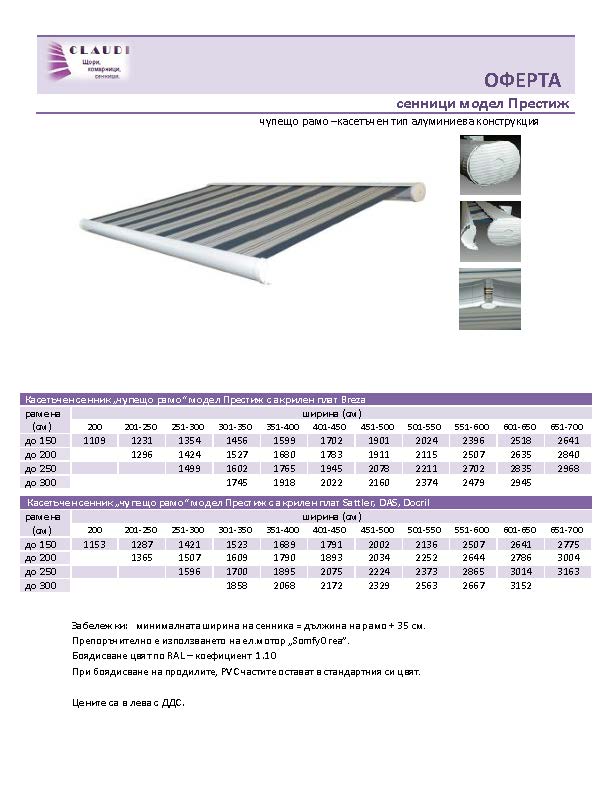 CLAUDI
Щори,
комарници,
сенници.
ОФЕРТА
сенници модел Престиж
чупещо рамо –касетъчен тип алуминиева конструкция
Касетъчен сенник „чупещо рамо“ модел Престиж с акрилен плат Breza
рамена ширина (см)
(см) 200 201-250 251-300 301-350 351-400 401-450 451-500 501-550 551-600 601-650 651-700
до 150 1109 1231 1354 1456 1599 1702 1901 2024 2396 2518 2641
до 200 1296 1424 1527 1680 1783 1911 2115 2507 2635 2840
до 250 1499 1602 1765 1945 2078 2211 2702 2835 2968
до 300 1745 1918 2022 2160 2374 2479 2945
Касетъчен сенник „чупещо рамо“ модел Престиж с акрилен плат Sattler, DAS, Docril
рамена ширина (см)
(см) 200 201-250 251-300 301-350 351-400 401-450 451-500 501-550 551-600 601-650 651-700
до 150 1153 1287 1421 1523 1689 1791 2002 2136 2507 2641 2775
до 200 1365 1507 1609 1790 1893 2034 2252 2644 2786 3004
до 250 1596 1700 1895 2075 2224 2373 2865 3014 3163
до 300 1858 2068 2172 2329 2563 2667 3152
Забележки: минималната ширина на сенника = дължина на рамо + 35 см.
Препоръчително е използването на ел.мотор „Somfy Orea“.
Боядисване цвят по RAL – коефициент 1.10
При боядисване на продилите, PVC частите остават в стандартния си цвят.
Цените са в лева с ДДС.